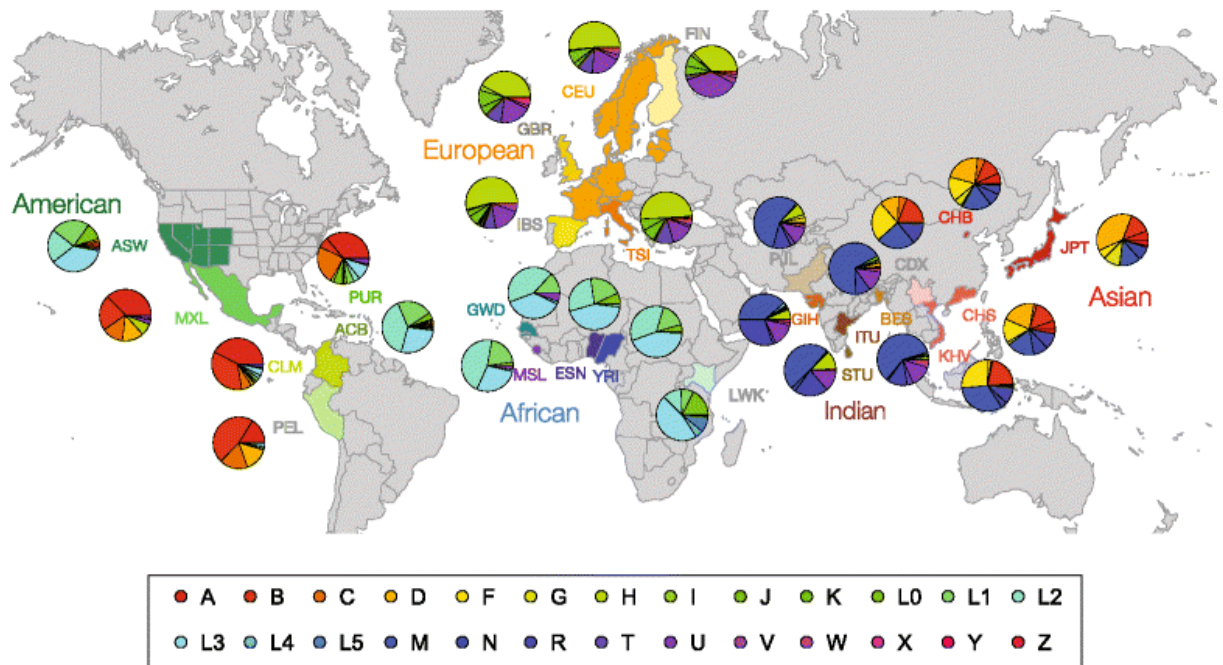 FIN
CEU
GBR
European
American
ASW
IBS
TSI
CHB
JPT
PJL
CDX
Asian
MXL
PUR
ACB
GWD
GIH
BEB
CHS
ITU
CLM
MSL
ESN
YRI
STU
KHV
LWK
African
Indian
PEL
A B C D F G H I J K L0 L1 L2
L3 L4 L5 M N R T U V W X Y Z